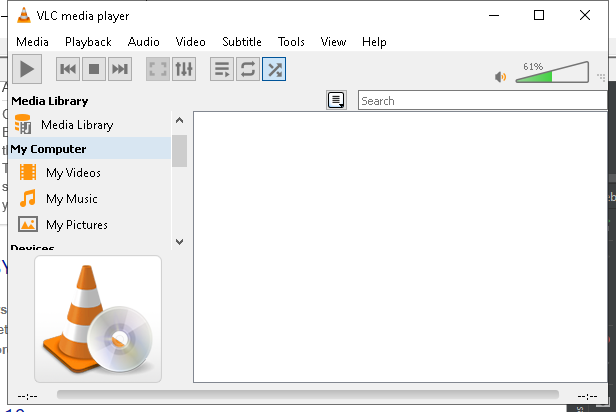 VLC media player
Media Playback Audio Video Subtitle Tools View Help
61%
Media Library
Search
Media Library
My Computer
My Videos
My Music
My Pictures
Devices
--:-- --:--